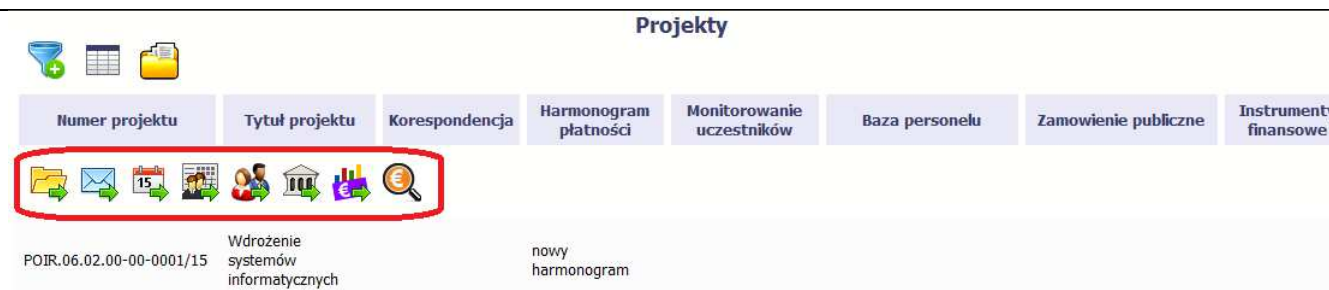 Projekty
Numer projektu
Tytuł projektu
Korespondencja
Harmonogram
płatności
Monitorowanie
uczestników
Baza personelu
Zamowienie publiczne
Instrumenty
finansowe
15
POIR.06.02.00-00-0001/15
Wdrożenie
systemów
informatycznych
nowy
harmonogram